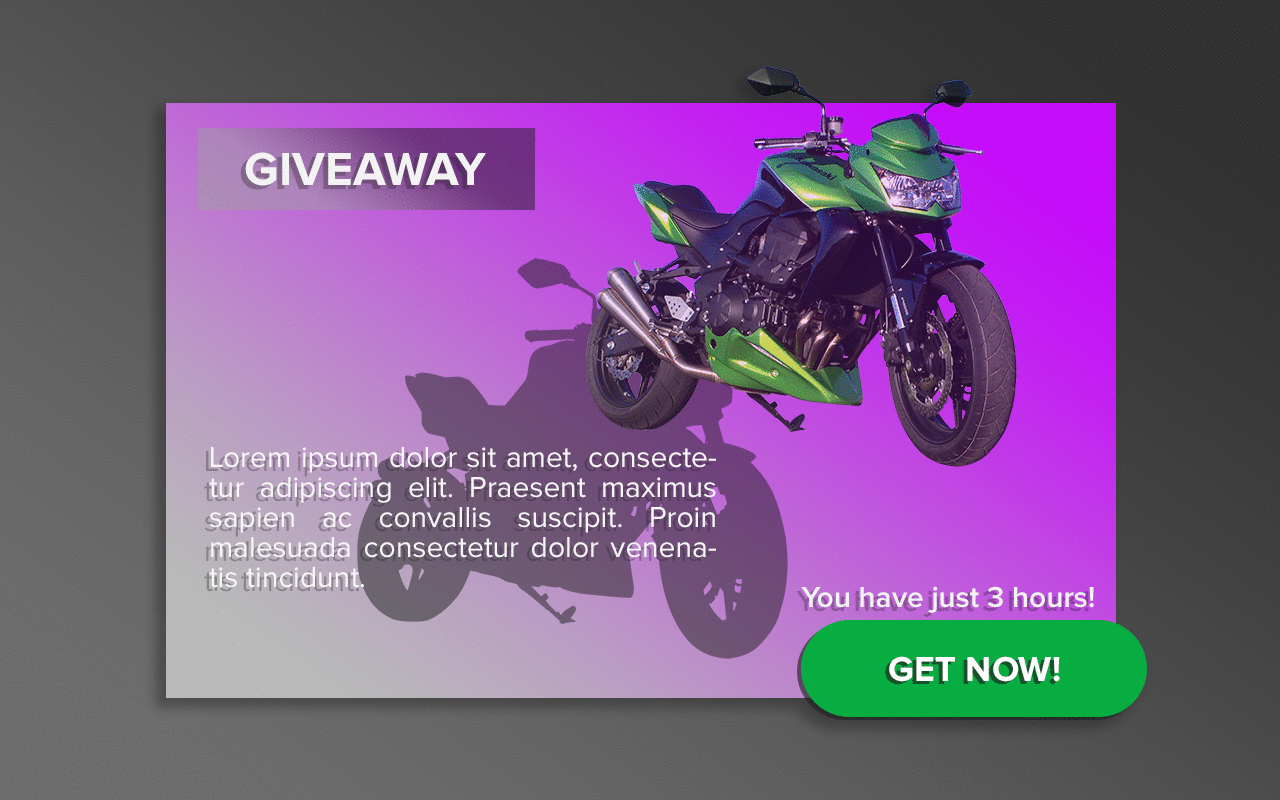 GIVEAWAY
Lorem ipsum dolor sit amet, consecte-
tur adipiscing elit. Praesent maximus
sapien ac convallis suscipit. Proin
malesuada consectetur dolor venena-
tis tincidunt.
You have just 3 hours!
GET NOW!